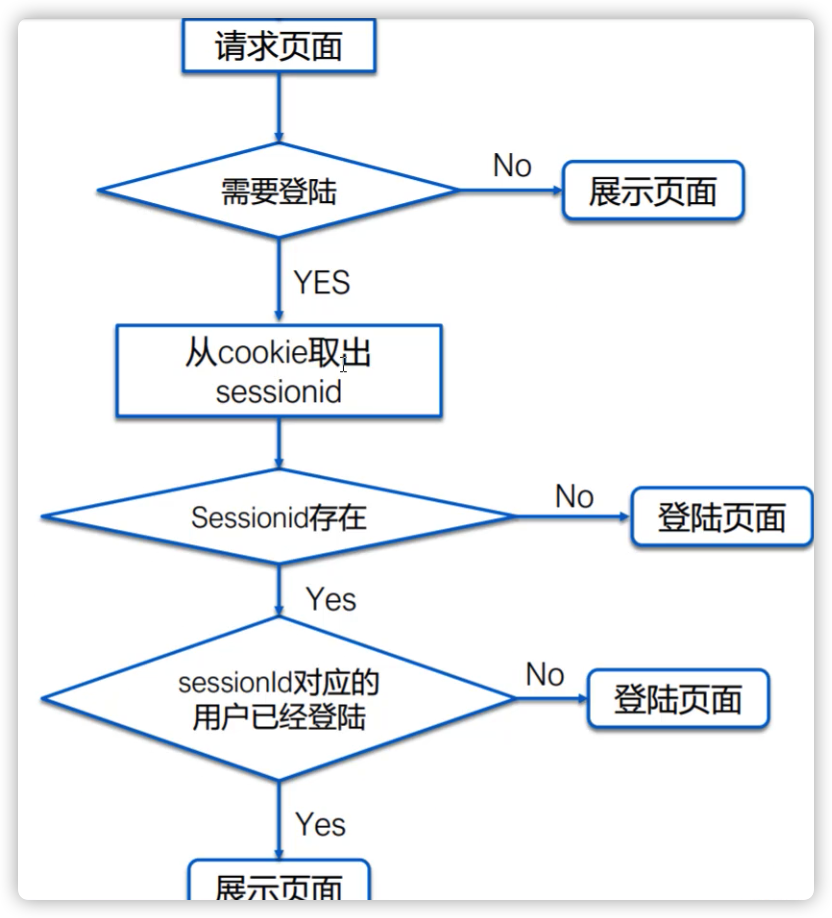 请求页面
需要登陆
No
展示页面
YES
从cookie取出
sessionid
Sessionid存在
No
登陆页面
Yes
sessionId对应的
用户已经登陆
No
登陆页面
Yes
展示页面